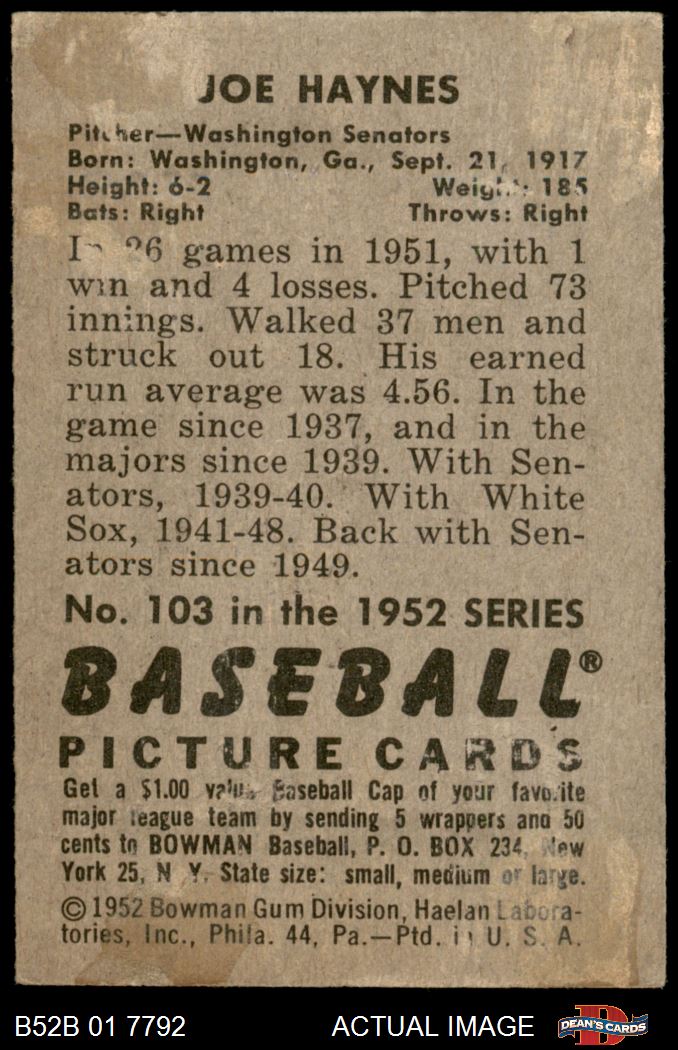 JOE HAYNES
Pitcher—Washington Senators
Born: Washington, Ga., Sept. 21, 1917
Height: 6-2 Weight: 185
Bats: Right Throws: Right
In 26 games in 1951, with 1
win and 4 losses. Pitched 73
innings. Walked 37 men and
struck out 18. His earned
run average was 4.56. In the
game since 1937, and in the
majors since 1939. With Sen-
ators, 1939-40. With White
Sox, 1941-48. Back with Sen-
ators since 1949.
No. 103 in the 1952 SERIES
BASEBALL®
PICTURE CARDS
Get a $1.00 value Baseball Cap of your favorite
major league team by sending 5 wrappers and 50
cents to BOWMAN Baseball, P. O. BOX 234, New
York 25, N. Y. State size: small, medium or large.
© 1952 Bowman Gum Division, Haelan Labora-
tories, Inc., Phila. 44, Pa.—Ptd. in U. S. A.
B52B 01 7792 ACTUAL IMAGE DEAN'S CARDS